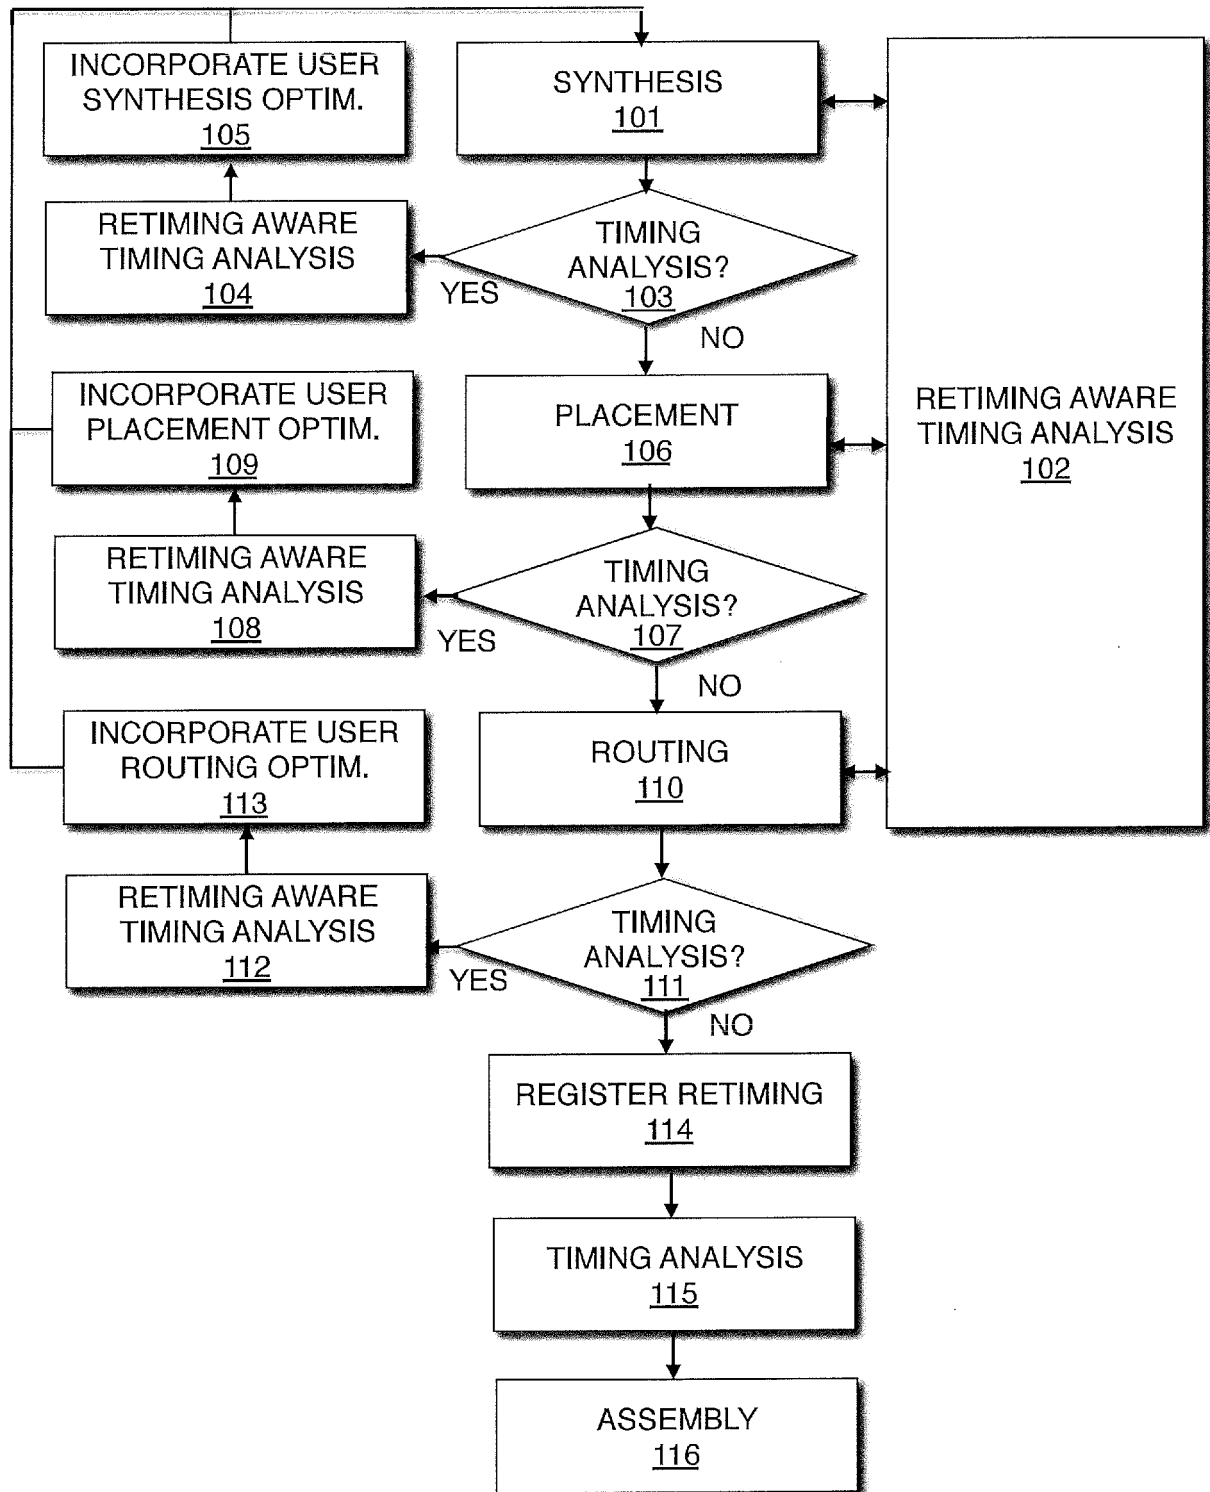 INCORPORATE USER
SYNTHESIS OPTIM.
105
SYNTHESIS
101
RETIMING AWARE
TIMING ANALYSIS
104
TIMING
ANALYSIS?
103
YES
NO
RETIMING AWARE
TIMING ANALYSIS
102
INCORPORATE USER
PLACEMENT OPTIM.
109
PLACEMENT
106
RETIMING AWARE
TIMING ANALYSIS
108
TIMING
ANALYSIS?
107
YES
NO
INCORPORATE USER
ROUTING OPTIM.
113
ROUTING
110
RETIMING AWARE
TIMING ANALYSIS
112
TIMING
ANALYSIS?
111
YES
NO
REGISTER RETIMING
114
TIMING ANALYSIS
115
ASSEMBLY
116